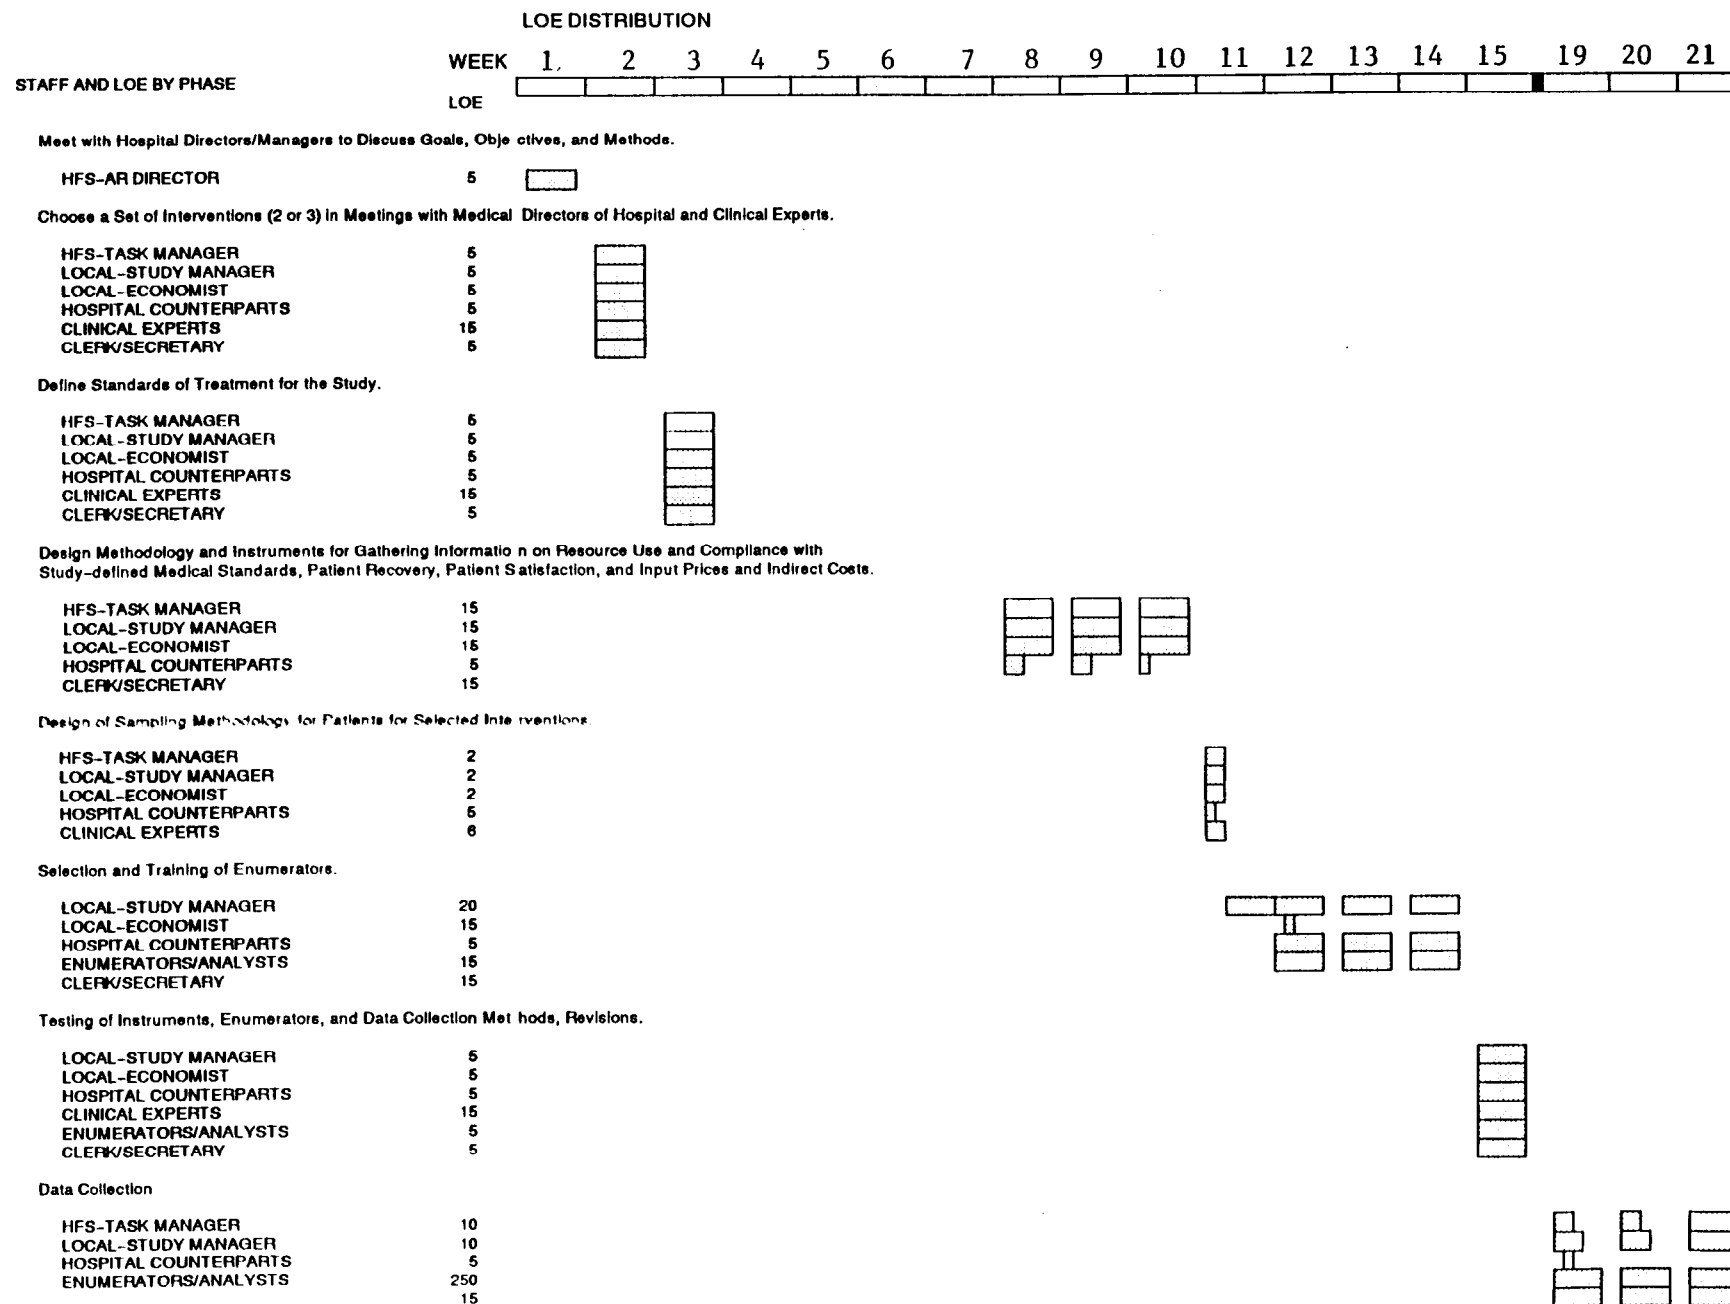 LOE DISTRIBUTION
WEEK 1. 2 3 4 5 6 7 8 9 10 11 12 13 14 15 19 20 21
STAFF AND LOE BY PHASE
LOE
Meet with Hospital Directors/Managers to Discuss Goals, Obje ctives, and Methods.
HFS-AR DIRECTOR 5
Choose a Set of Interventions (2 or 3) in Meetings with Medical Directors of Hospital and Clinical Experts.
HFS-TASK MANAGER 5
LOCAL-STUDY MANAGER 5
LOCAL-ECONOMIST 5
HOSPITAL COUNTERPARTS 5
CLINICAL EXPERTS 15
CLERK/SECRETARY 5
Define Standards of Treatment for the Study.
HFS-TASK MANAGER 5
LOCAL-STUDY MANAGER 5
LOCAL-ECONOMIST 5
HOSPITAL COUNTERPARTS 5
CLINICAL EXPERTS 15
CLERK/SECRETARY 5
Design Methodology and Instruments for Gathering Informatio n on Resource Use and Compliance with
Study-defined Medical Standards, Patient Recovery, Patient Satisfaction, and Input Prices and Indirect Costs.
HFS-TASK MANAGER 15
LOCAL-STUDY MANAGER 15
LOCAL-ECONOMIST 15
HOSPITAL COUNTERPARTS 5
CLERK/SECRETARY 15
Design of Sampling Methodology for Patients for Selected Inte rventions.
HFS-TASK MANAGER 2
LOCAL-STUDY MANAGER 2
LOCAL-ECONOMIST 2
HOSPITAL COUNTERPARTS 5
CLINICAL EXPERTS 6
Selection and Training of Enumerators.
LOCAL-STUDY MANAGER 20
LOCAL-ECONOMIST 15
HOSPITAL COUNTERPARTS 5
ENUMERATORS/ANALYSTS 15
CLERK/SECRETARY 15
Testing of Instruments, Enumerators, and Data Collection Met hods, Revisions.
LOCAL-STUDY MANAGER 5
LOCAL-ECONOMIST 5
HOSPITAL COUNTERPARTS 5
CLINICAL EXPERTS 15
ENUMERATORS/ANALYSTS 5
CLERK/SECRETARY 5
Data Collection
HFS-TASK MANAGER 10
LOCAL-STUDY MANAGER 10
HOSPITAL COUNTERPARTS 5
ENUMERATORS/ANALYSTS 250
15